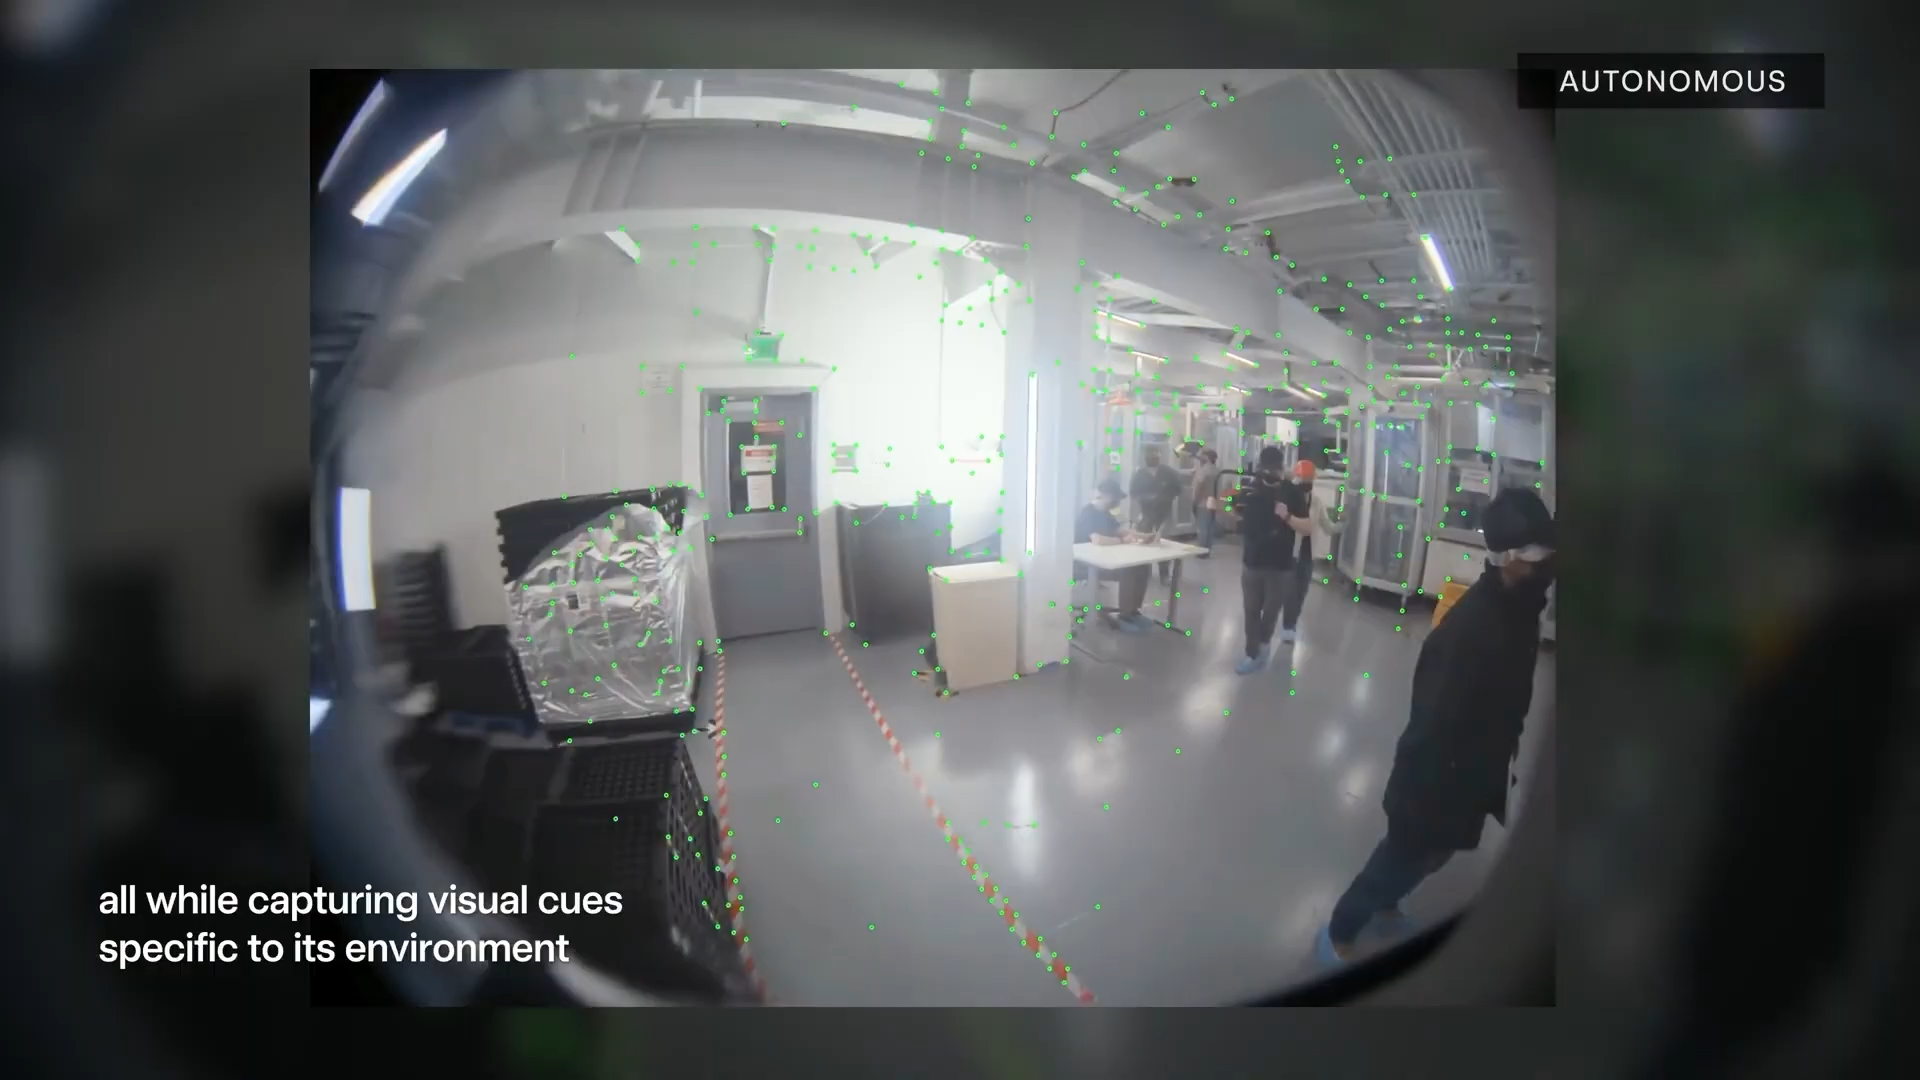 AUTONOMOUS
all while capturing visual cues
specific to its environment